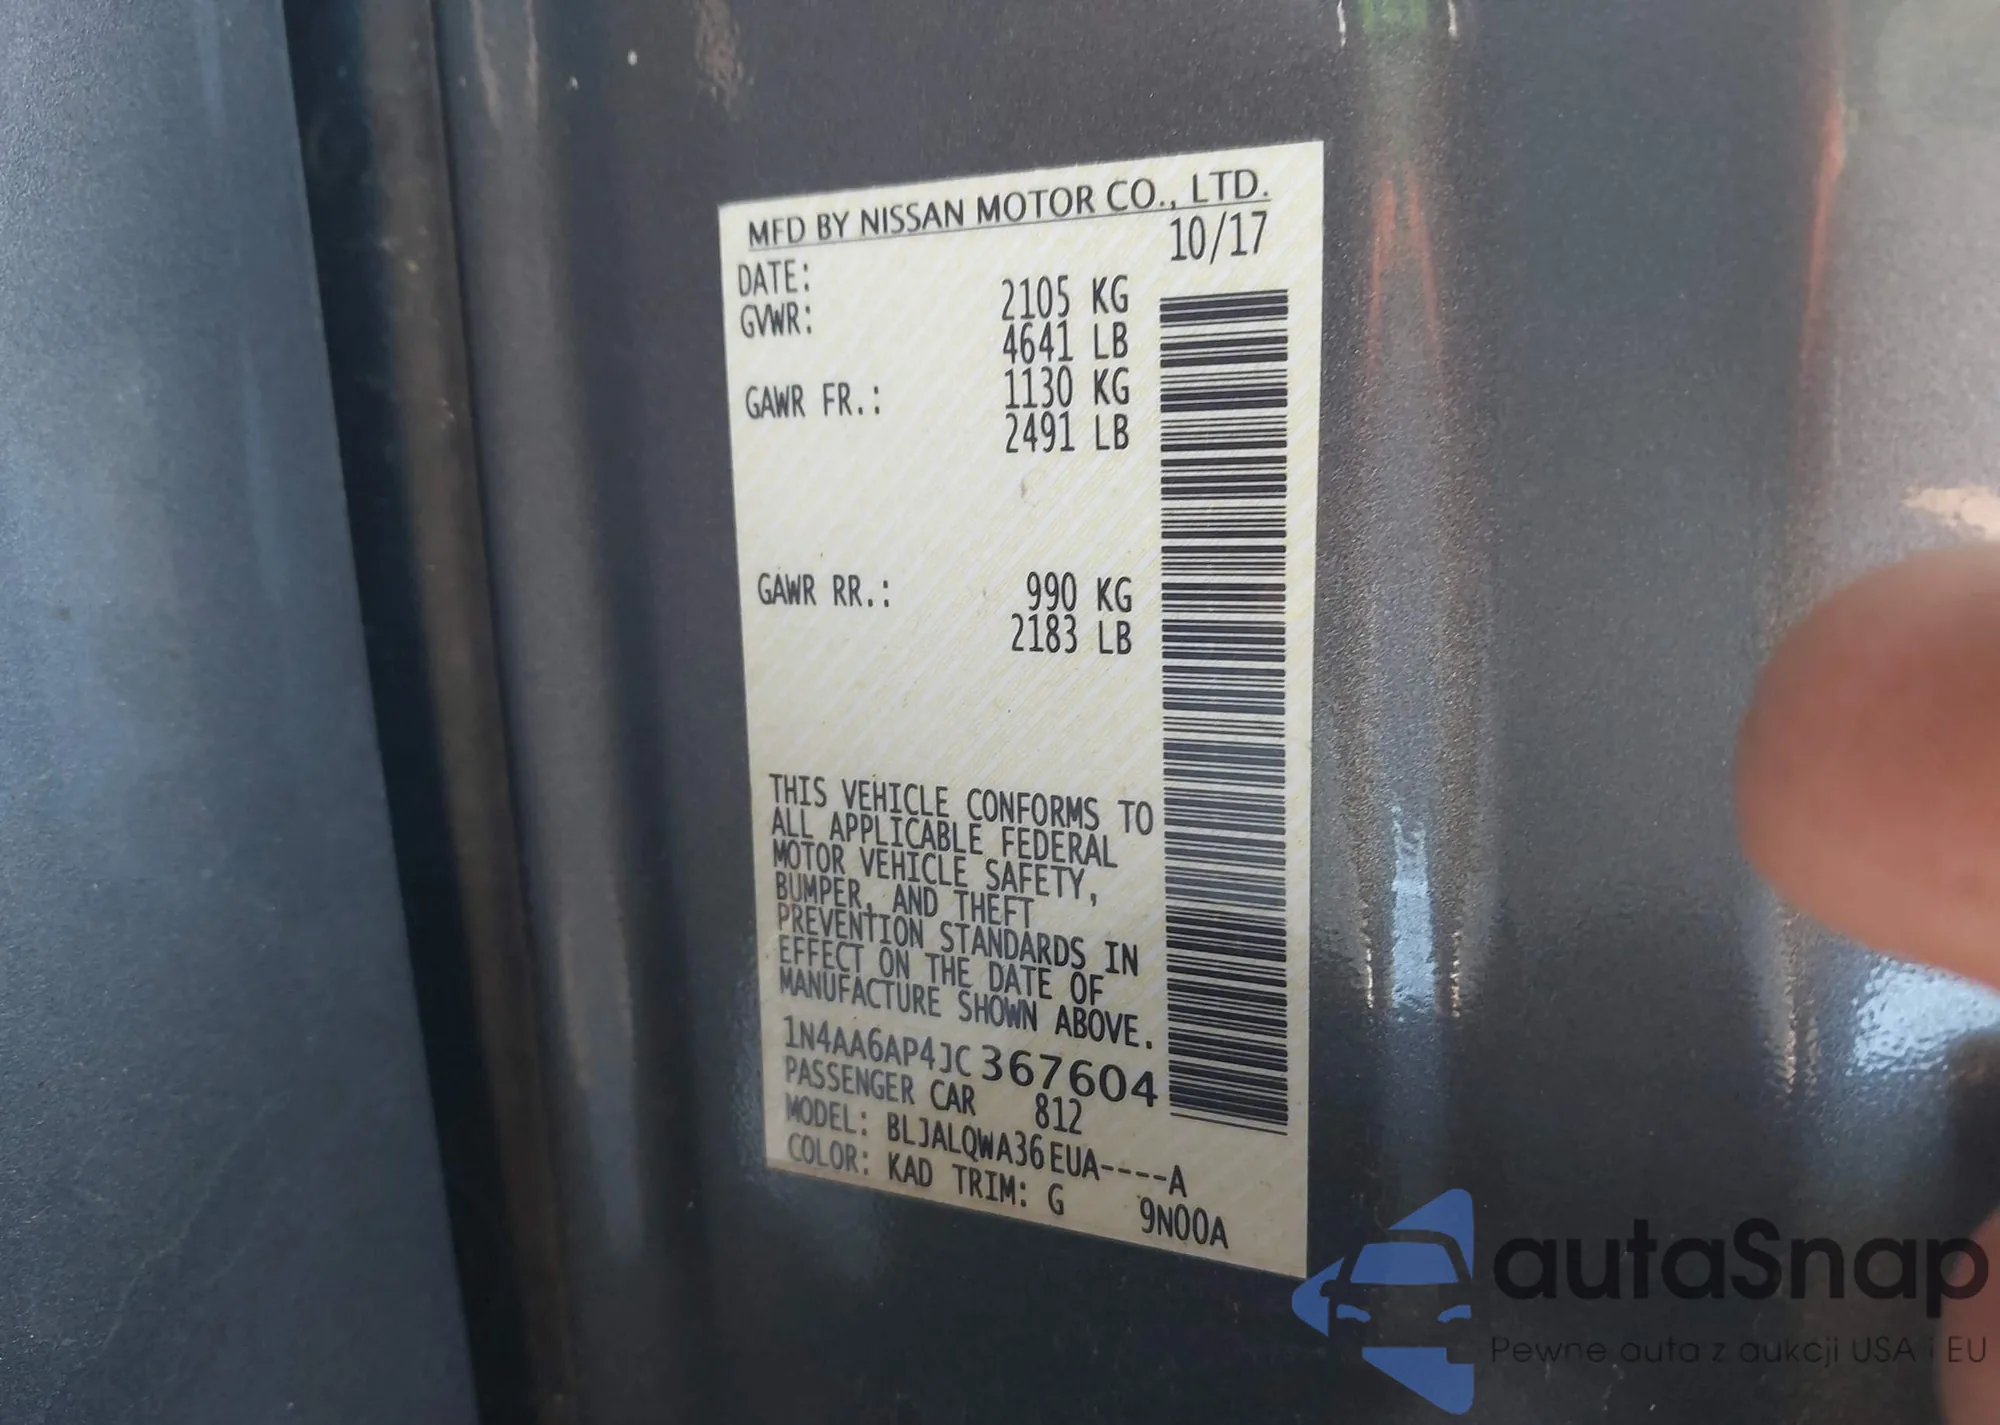 MFD BY NISSAN MOTOR CO., LTD.
DATE: 10/17
GVWR: 2105 KG
4641 LB
GAWR FR.: 1130 KG
2491 LB
GAWR RR.: 990 KG
2183 LB
THIS VEHICLE CONFORMS TO
ALL APPLICABLE FEDERAL
MOTOR VEHICLE SAFETY,
BUMPER, AND THEFT
PREVENTION STANDARDS IN
EFFECT ON THE DATE OF
MANUFACTURE SHOWN ABOVE.
1N4AA6AP4JC367604
PASSENGER CAR 812
MODEL: BLJALQWA36EUA----A
COLOR: KAD TRIM: G 9N00A
autaSnap
Pewne auta z aukcji USA i EU